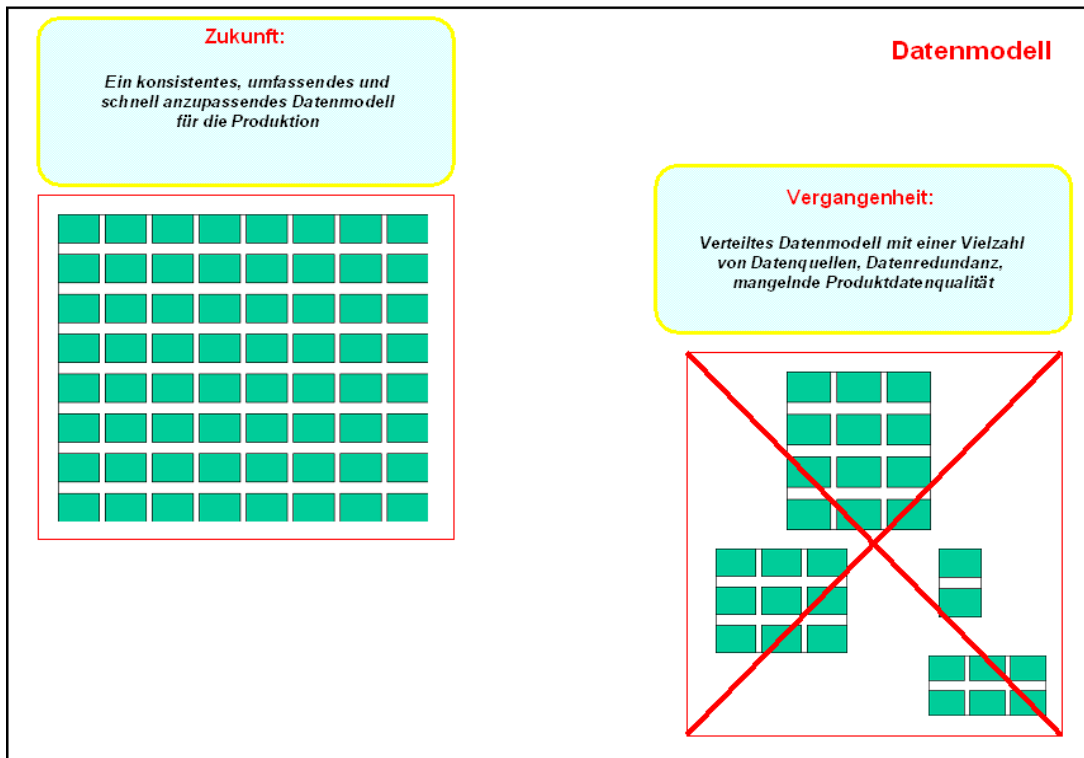 Datenmodell
Zukunft:
Ein konsistentes, umfassendes und
schnell anzupassendes Datenmodell
für die Produktion
Vergangenheit:
Verteiltes Datenmodell mit einer Vielzahl
von Datenquellen, Datenredundanz,
mangelnde Produktdatenqualität